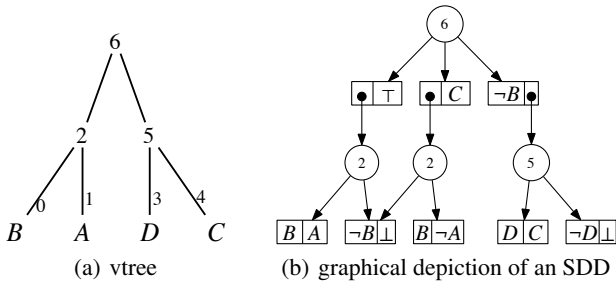 6
6
⊤ C ¬B
2 5
2 2 5
0 1 3 4
B A D C
B A ¬B ⊥ B ¬A D C ¬D ⊥
(a) vtree
(b) graphical depiction of an SDD